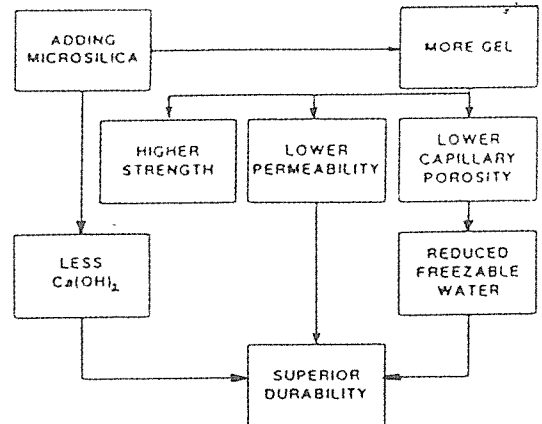 ADDING
MICROSILICA
MORE GEL
HIGHER
STRENGTH
LOWER
PERMEABILITY
LOWER
CAPILLARY
POROSITY
LESS
Ca(OH)₂
REDUCED
FREEZABLE
WATER
SUPERIOR
DURABILITY